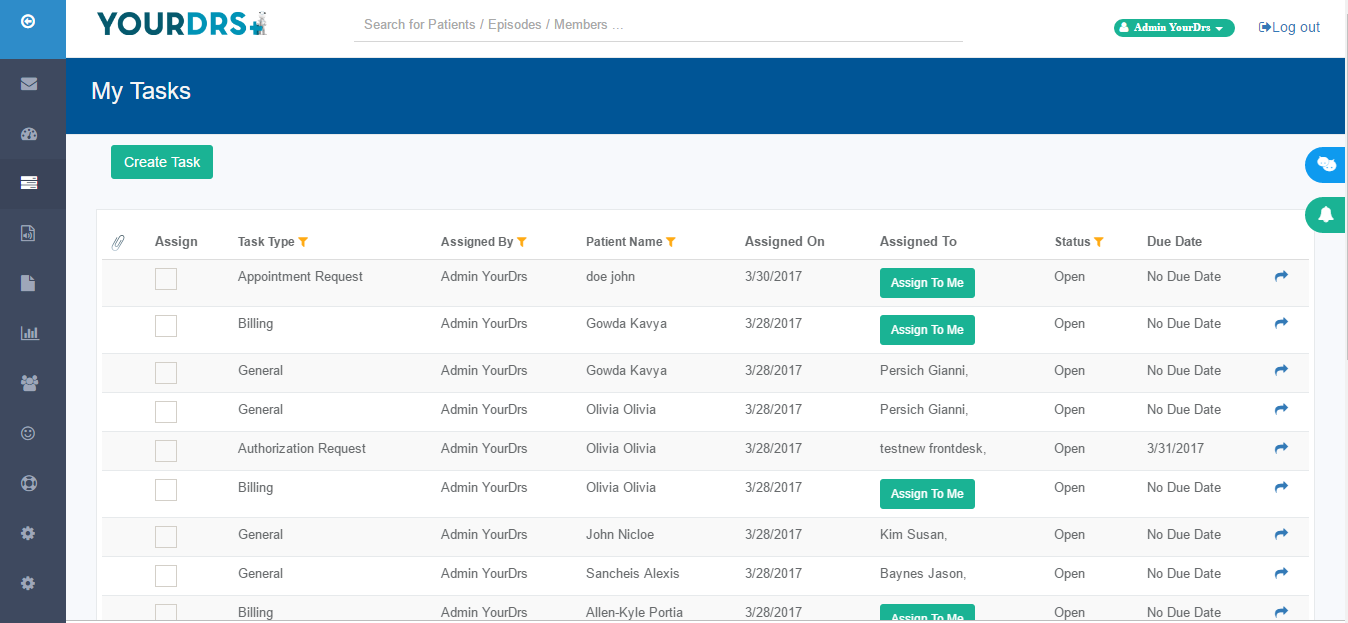 YOURDRS
Search for Patients / Episodes / Members ...
Admin YourDrs
Log out
My Tasks
Create Task
Assign Task Type Assigned By Patient Name Assigned On Assigned To Status Due Date
Appointment Request Admin YourDrs doe john 3/30/2017 Assign To Me Open No Due Date
Billing Admin YourDrs Gowda Kavya 3/28/2017 Assign To Me Open No Due Date
General Admin YourDrs Gowda Kavya 3/28/2017 Persich Gianni, Open No Due Date
General Admin YourDrs Olivia Olivia 3/28/2017 Persich Gianni, Open No Due Date
Authorization Request Admin YourDrs Olivia Olivia 3/28/2017 testnew frontdesk, Open 3/31/2017
Billing Admin YourDrs Olivia Olivia 3/28/2017 Assign To Me Open No Due Date
General Admin YourDrs John Nicloe 3/28/2017 Kim Susan, Open No Due Date
General Admin YourDrs Sancheis Alexis 3/28/2017 Baynes Jason, Open No Due Date
Billing Admin YourDrs Allen-Kyle Portia 3/28/2017 Assign To Me Open No Due Date